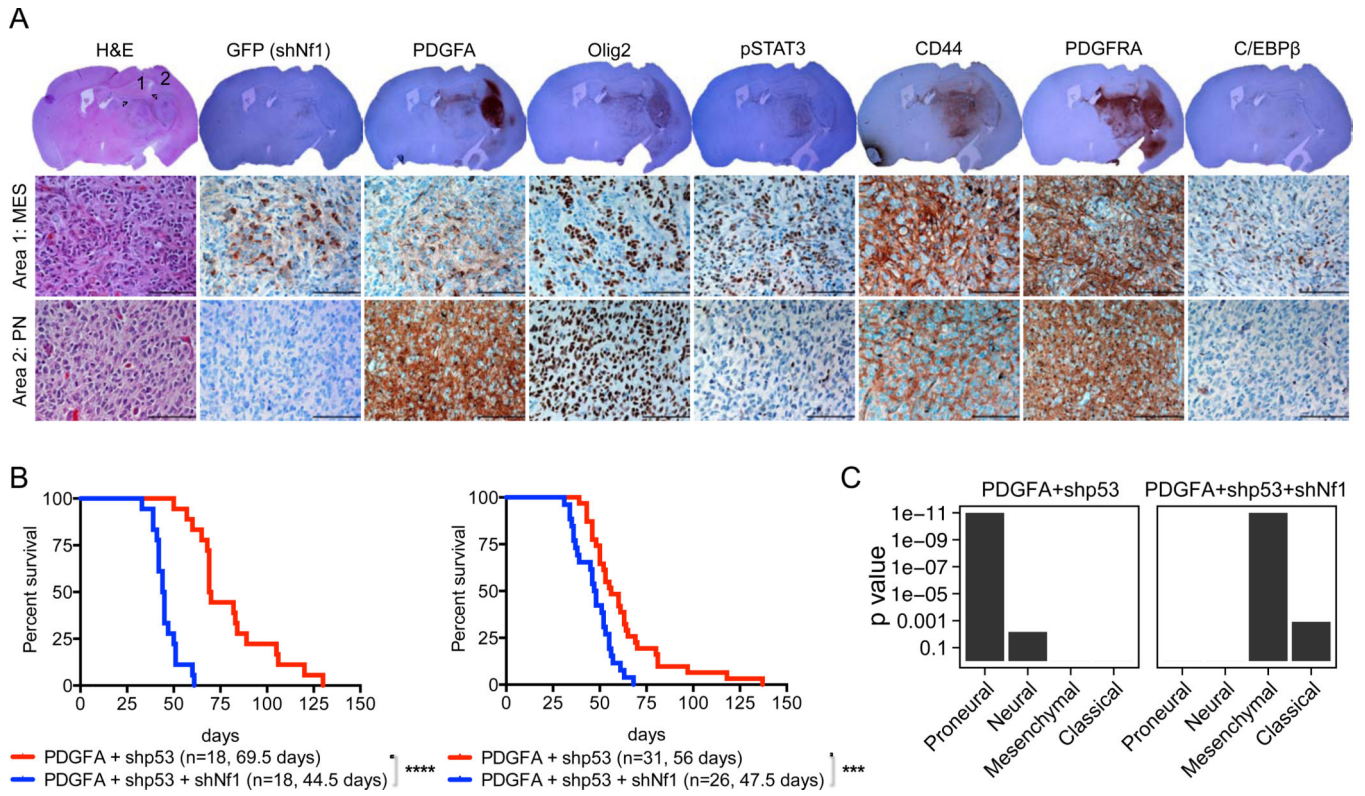 A
H&E GFP (shNf1) PDGFA Olig2 pSTAT3 CD44 PDGFRA C/EBPβ
1 2
Area 1: MES
Area 2: PN
B
Percent survival
100
75
50
25
0
0 25 50 75 100 125 150
days
PDGFA + shp53 (n=18, 69.5 days)
PDGFA + shp53 + shNf1 (n=18, 44.5 days)
****
Percent survival
100
75
50
25
0
0 25 50 75 100 125 150
days
PDGFA + shp53 (n=31, 56 days)
PDGFA + shp53 + shNf1 (n=26, 47.5 days)
***
C
PDGFA+shp53 PDGFA+shp53+shNf1
p value
1e−11
1e−09
1e−07
1e−05
0.001
0.1
Proneural Neural Mesenchymal Classical
Proneural Neural Mesenchymal Classical